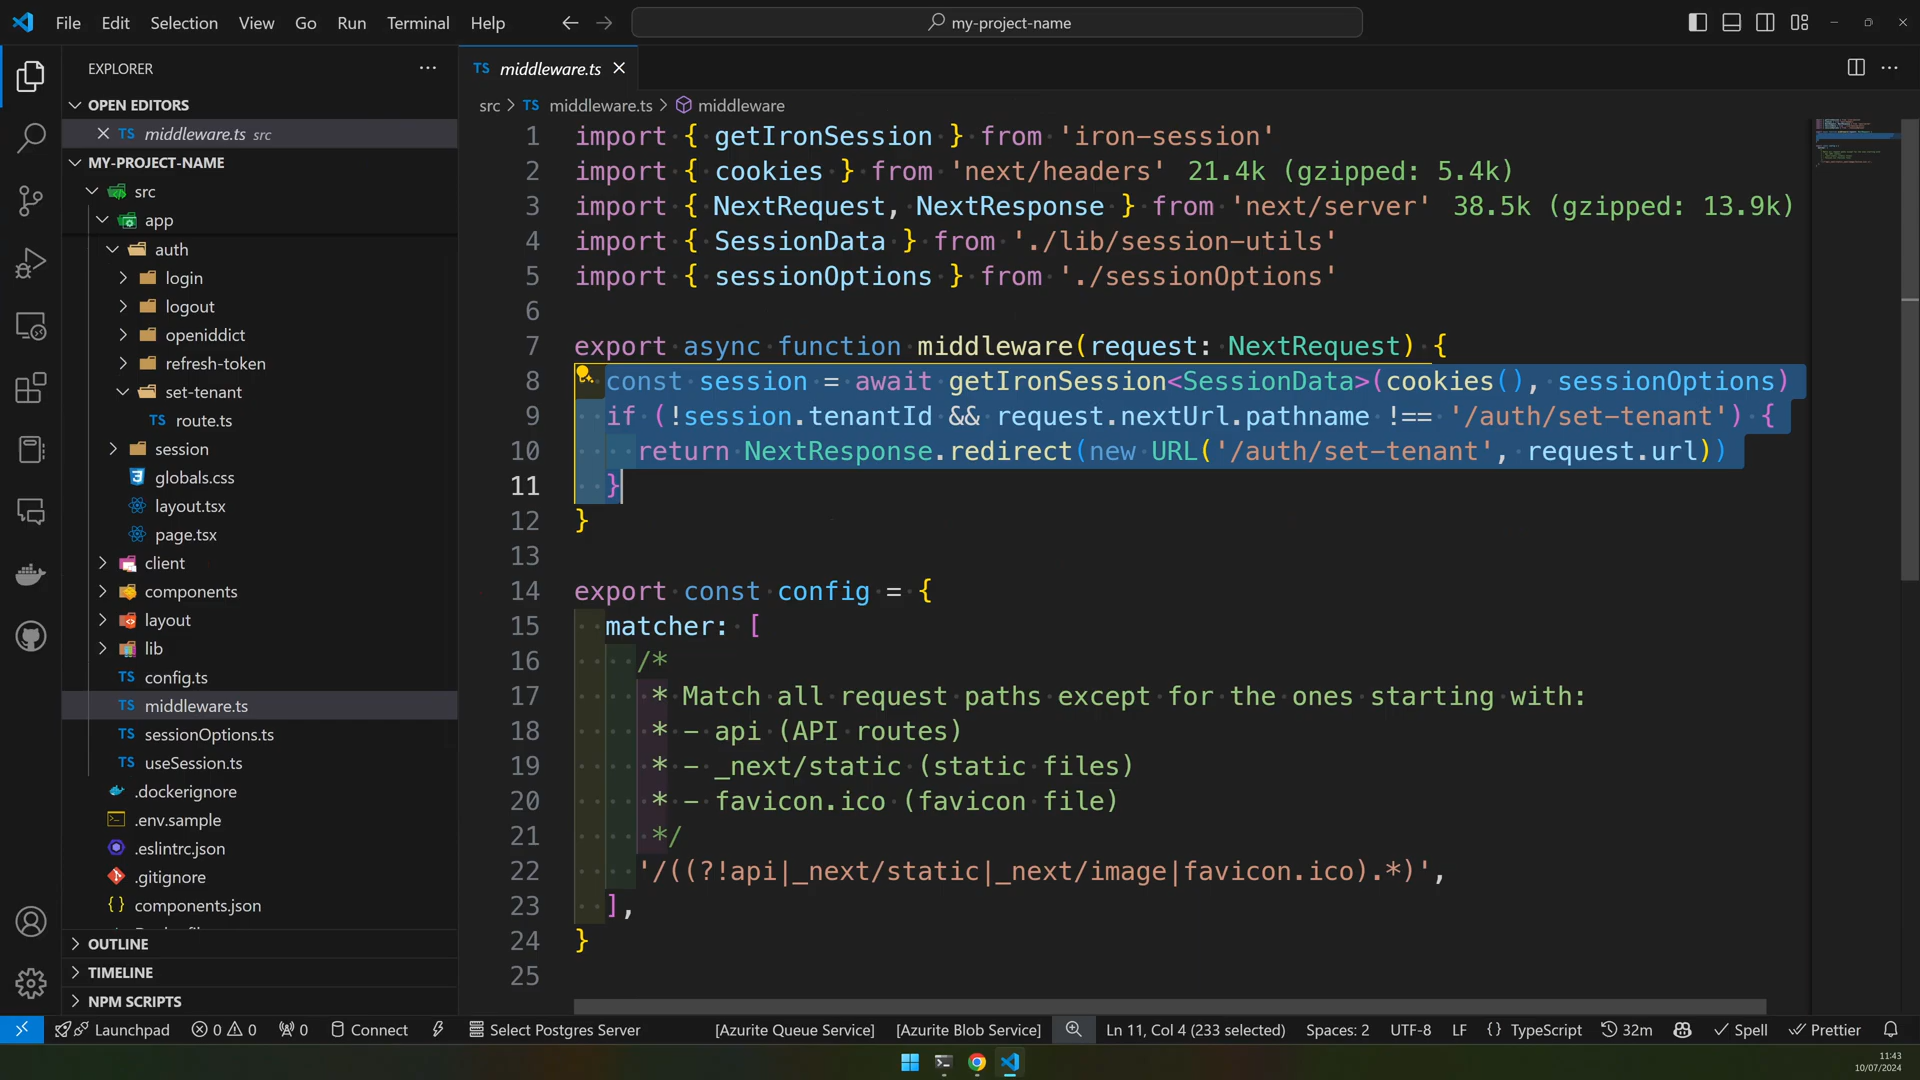 File Edit Selection View Go Run Terminal Help
my-project-name
EXPLORER
OPEN EDITORS
TS middleware.ts src
MY-PROJECT-NAME
src
app
auth
login
logout
openiddict
refresh-token
set-tenant
TS route.ts
session
globals.css
layout.tsx
page.tsx
client
components
layout
lib
TS config.ts
TS middleware.ts
TS sessionOptions.ts
TS useSession.ts
.dockerignore
.env.sample
.eslintrc.json
.gitignore
{} components.json
OUTLINE
TIMELINE
NPM SCRIPTS
TS middleware.ts
src > TS middleware.ts > middleware
1 import { getIronSession } from 'iron-session'
2 import { cookies } from 'next/headers' 21.4k (gzipped: 5.4k)
3 import { NextRequest, NextResponse } from 'next/server' 38.5k (gzipped: 13.9k)
4 import { SessionData } from './lib/session-utils'
5 import { sessionOptions } from './sessionOptions'
6
7 export async function middleware(request: NextRequest) {
8 const session = await getIronSession<SessionData>(cookies(), sessionOptions)
9 if (!session.tenantId && request.nextUrl.pathname !== '/auth/set-tenant') {
10 return NextResponse.redirect(new URL('/auth/set-tenant', request.url))
11 }
12 }
13
14 export const config = {
15 matcher: [
16 /*
17 * Match all request paths except for the ones starting with:
18 * - api (API routes)
19 * - _next/static (static files)
20 * - favicon.ico (favicon file)
21 */
22 '/((?!api|_next/static|_next/image|favicon.ico).*)',
23 ],
24 }
25
Launchpad 0 0 0 Connect Select Postgres Server [Azurite Queue Service] [Azurite Blob Service] Ln 11, Col 4 (233 selected) Spaces: 2 UTF-8 LF {} TypeScript 32m Spell Prettier
11:43
10/07/2024